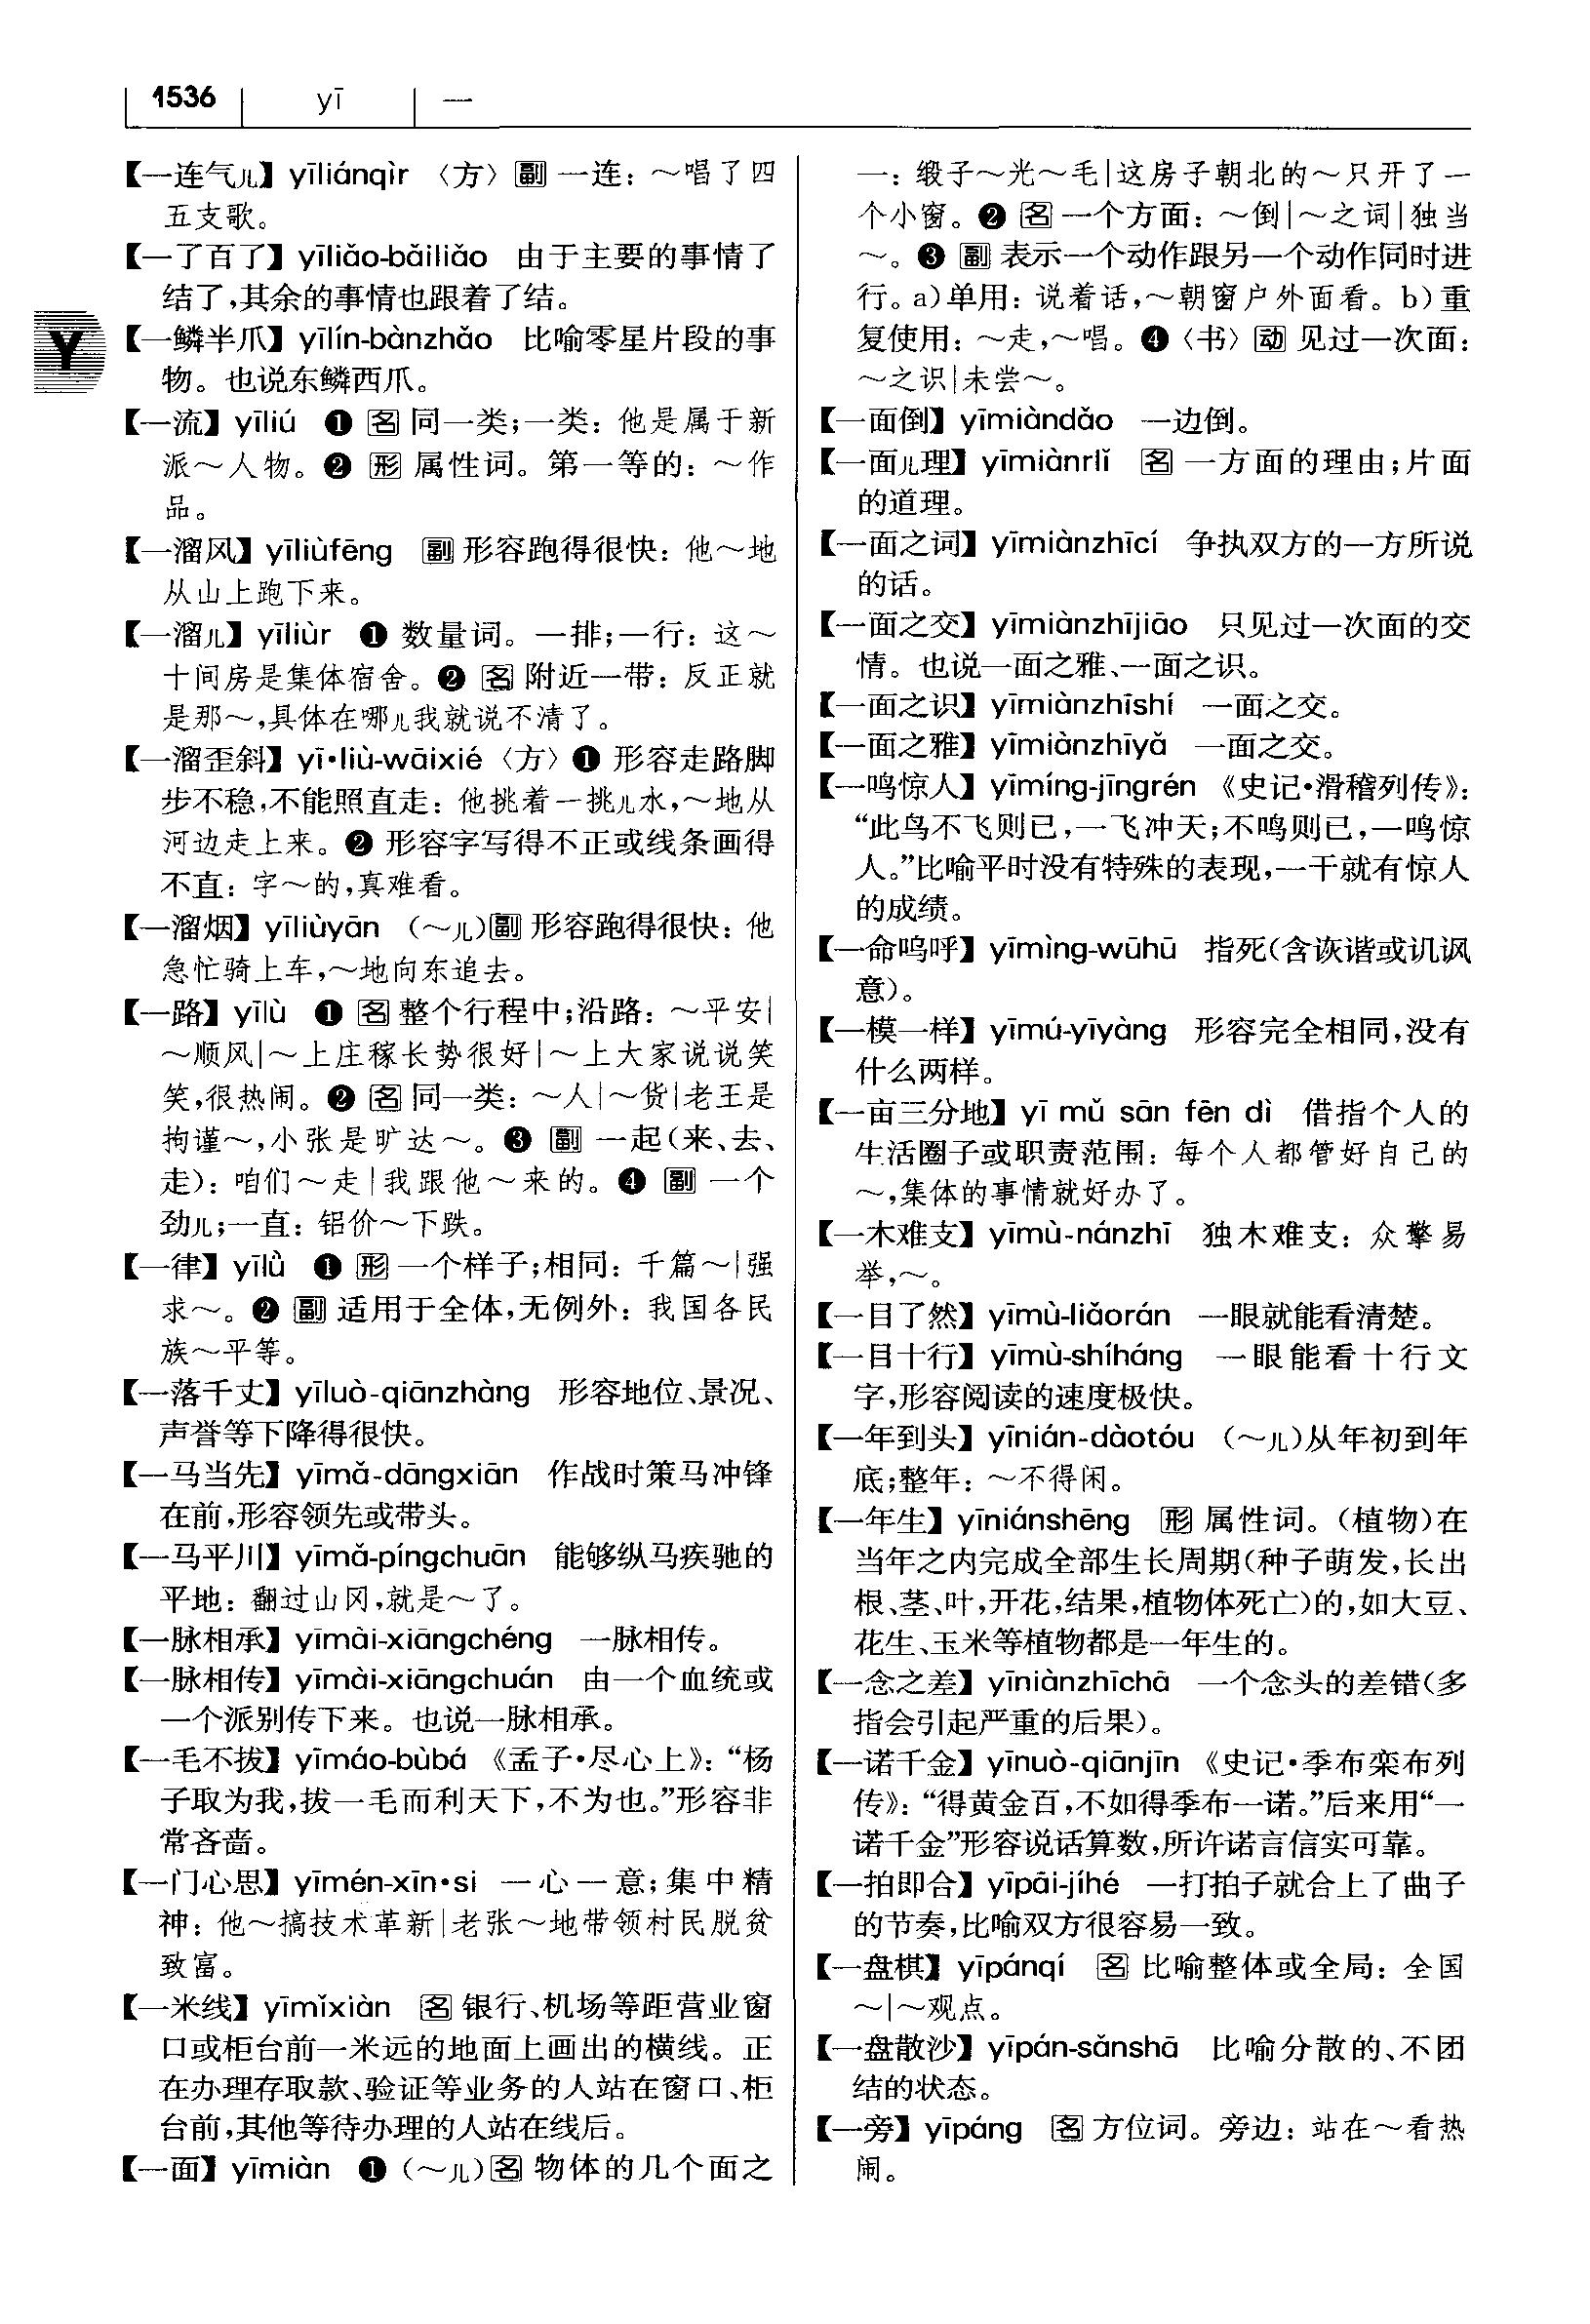 1536 yī 一
【一连气儿】yīliánqìr 〈方〉副 一连：～唱了四
五支歌。
【一了百了】yīliǎo-bǎiliǎo 由于主要的事情了
结了，其余的事情也跟着了结。
Y
【一鳞半爪】yīlín-bànzhǎo 比喻零星片段的事
物。也说东鳞西爪。
【一流】yīliú ❶ 名 同一类；一类：他是属于新
派～人物。❷ 形 属性词。第一等的：～作
品。
【一溜风】yīliùfēng 副 形容跑得很快：他～地
从山上跑下来。
【一溜儿】yīliùr ❶ 数量词。一排；一行：这～
十间房是集体宿舍。❷ 名 附近一带：反正就
是那～，具体在哪儿我就说不清了。
【一溜歪斜】yī•liù-wāixié〈方〉❶ 形容走路脚
步不稳，不能照直走：他挑着一挑儿水，～地从
河边走上来。❷ 形容字写得不正或线条画得
不直：字～的，真难看。
【一溜烟】yīliùyān （～儿）副 形容跑得很快：他
急忙骑上车，～地向东追去。
【一路】yīlù ❶ 名 整个行程中；沿路：～平安|
～顺风|～上庄稼长势很好|～上大家说说笑
笑，很热闹。❷ 名 同一类：～人|～货|老王是
拘谨～，小张是旷达～。❸ 副 一起（来、去、
走）：咱们～走|我跟他～来的。❹ 副 一个
劲儿；一直：铝价～下跌。
【一律】yīlǜ ❶ 形 一个样子；相同：千篇～|强
求～。❷ 副 适用于全体，无例外：我国各民
族～平等。
【一落千丈】yīluò-qiānzhàng 形容地位、景况、
声誉等下降得很快。
【一马当先】yīmǎ-dāngxiān 作战时策马冲锋
在前，形容领先或带头。
【一马平川】yīmǎ-píngchuān 能够纵马疾驰的
平地：翻过山冈，就是～了。
【一脉相承】yīmài-xiāngchéng 一脉相传。
【一脉相传】yīmài-xiāngchuán 由一个血统或
一个派别传下来。也说一脉相承。
【一毛不拔】yīmáo-bùbá 《孟子•尽心上》：“杨
子取为我，拔一毛而利天下，不为也。”形容非
常吝啬。
【一门心思】yīmén-xīn•si 一心一意；集中精
神：他～搞技术革新|老张～地带领村民脱贫
致富。
【一米线】yīmǐxiàn 名 银行、机场等距营业窗
口或柜台前一米远的地面上画出的横线。正
在办理存取款、验证等业务的人站在窗口、柜
台前，其他等待办理的人站在线后。
【一面】yīmiàn ❶（～儿）名 物体的几个面之
一：缎子～光～毛|这房子朝北的～只开了一
个小窗。❷ 名 一个方面：～倒|～之词|独当
～。❸ 副 表示一个动作跟另一个动作同时进
行。a）单用：说着话，～朝窗户外面看。b）重
复使用：～走，～唱。❹〈书〉动 见过一次面：
～之识|未尝～。
【一面倒】yīmiàndǎo 一边倒。
【一面儿理】yīmiànrlǐ 名 一方面的理由；片面
的道理。
【一面之词】yīmiànzhīcí 争执双方的一方所说
的话。
【一面之交】yīmiànzhījiāo 只见过一次面的交
情。也说一面之雅、一面之识。
【一面之识】yīmiànzhīshí 一面之交。
【一面之雅】yīmiànzhīyǎ 一面之交。
【一鸣惊人】yīmíng-jīngrén 《史记•滑稽列传》：
“此鸟不飞则已，一飞冲天；不鸣则已，一鸣惊
人。”比喻平时没有特殊的表现，一干就有惊人
的成绩。
【一命呜呼】yīmìng-wūhū 指死（含诙谐或讥讽
意）。
【一模一样】yīmú-yīyàng 形容完全相同，没有
什么两样。
【一亩三分地】yī mǔ sān fēn dì 借指个人的
生活圈子或职责范围：每个人都管好自己的
～，集体的事情就好办了。
【一木难支】yīmù-nánzhī 独木难支：众擎易
举，～。
【一目了然】yīmù-liǎorán 一眼就能看清楚。
【一目十行】yīmù-shíháng 一眼能看十行文
字，形容阅读的速度极快。
【一年到头】yīnián-dàotóu （～儿）从年初到年
底；整年：～不得闲。
【一年生】yīniánshēng 形 属性词。（植物）在
当年之内完成全部生长周期（种子萌发，长出
根、茎、叶，开花，结果，植物体死亡）的，如大豆、
花生、玉米等植物都是一年生的。
【一念之差】yīniànzhīchā 一个念头的差错（多
指会引起严重的后果）。
【一诺千金】yīnuò-qiānjīn 《史记•季布栾布列
传》：“得黄金百，不如得季布一诺。”后来用“一
诺千金”形容说话算数，所许诺言信实可靠。
【一拍即合】yīpāi-jíhé 一打拍子就合上了曲子
的节奏，比喻双方很容易一致。
【一盘棋】yīpánqí 名 比喻整体或全局：全国
～|～观点。
【一盘散沙】yīpán-sǎnshā 比喻分散的、不团
结的状态。
【一旁】yīpáng 名 方位词。旁边：站在～看热
闹。